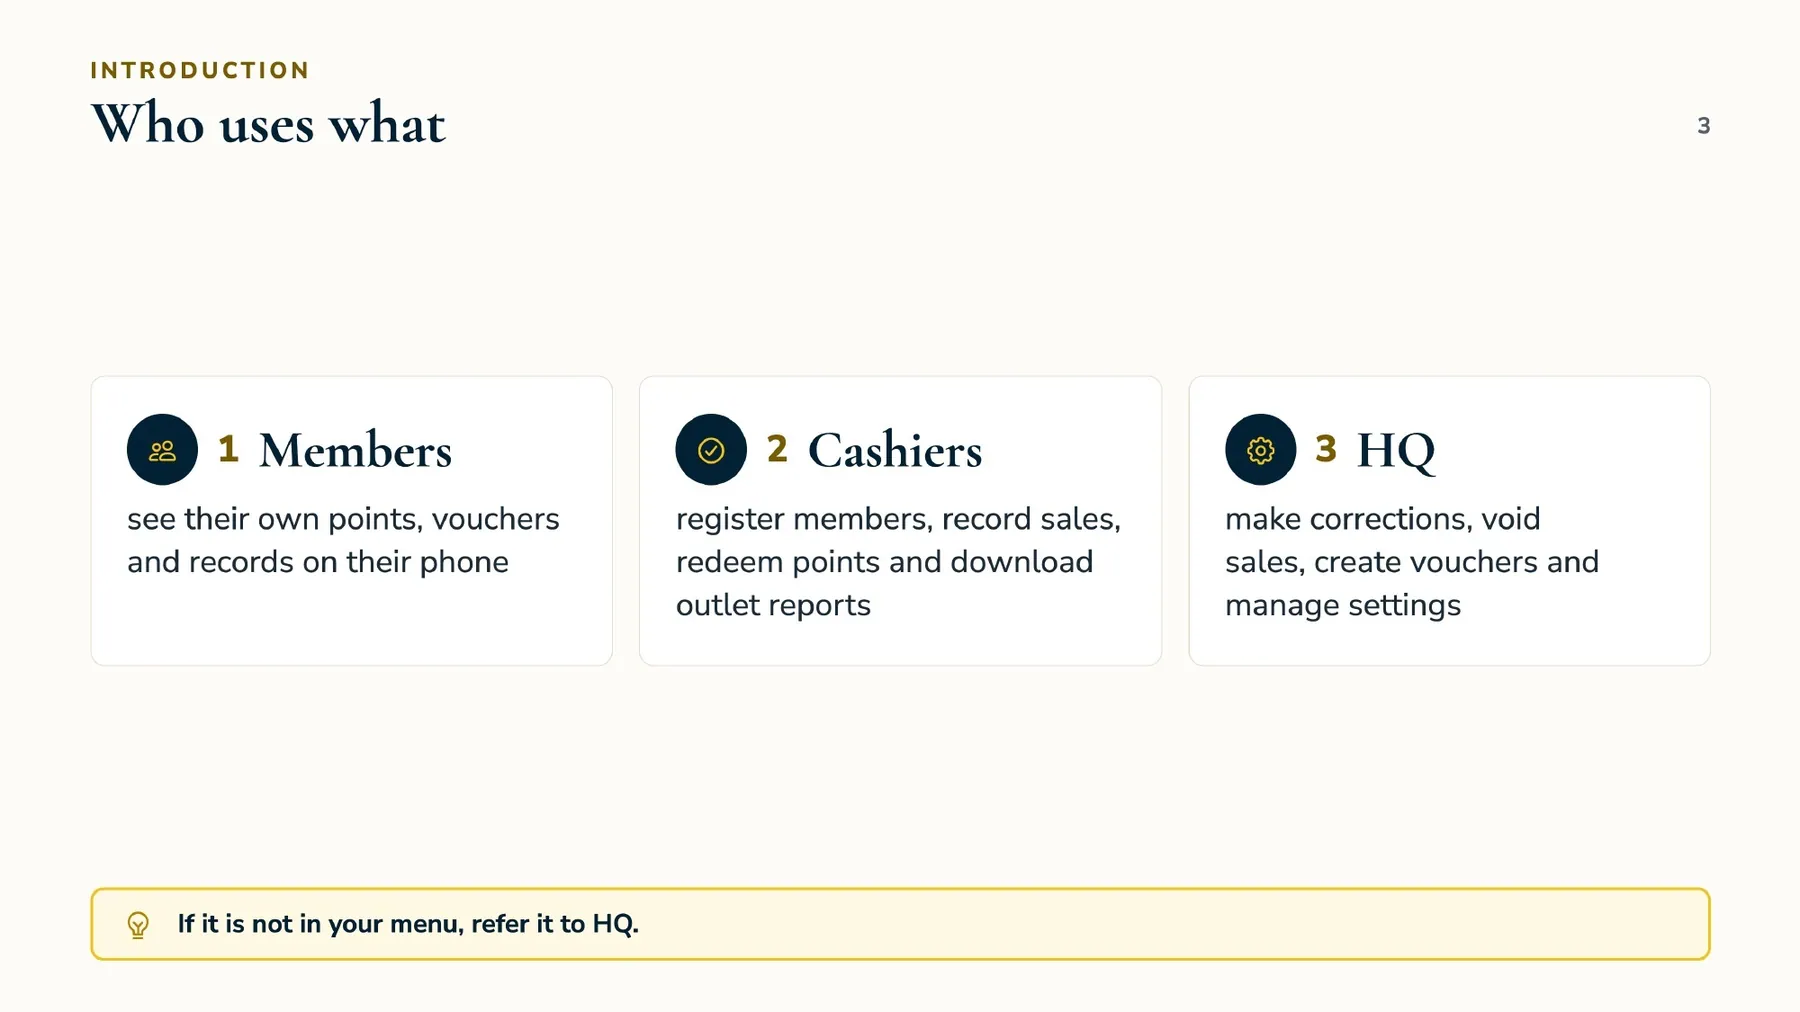 INTRODUCTION
Who uses what
3
1 Members
see their own points, vouchers
and records on their phone
2 Cashiers
register members, record sales,
redeem points and download
outlet reports
3 HQ
make corrections, void
sales, create vouchers and
manage settings
If it is not in your menu, refer it to HQ.